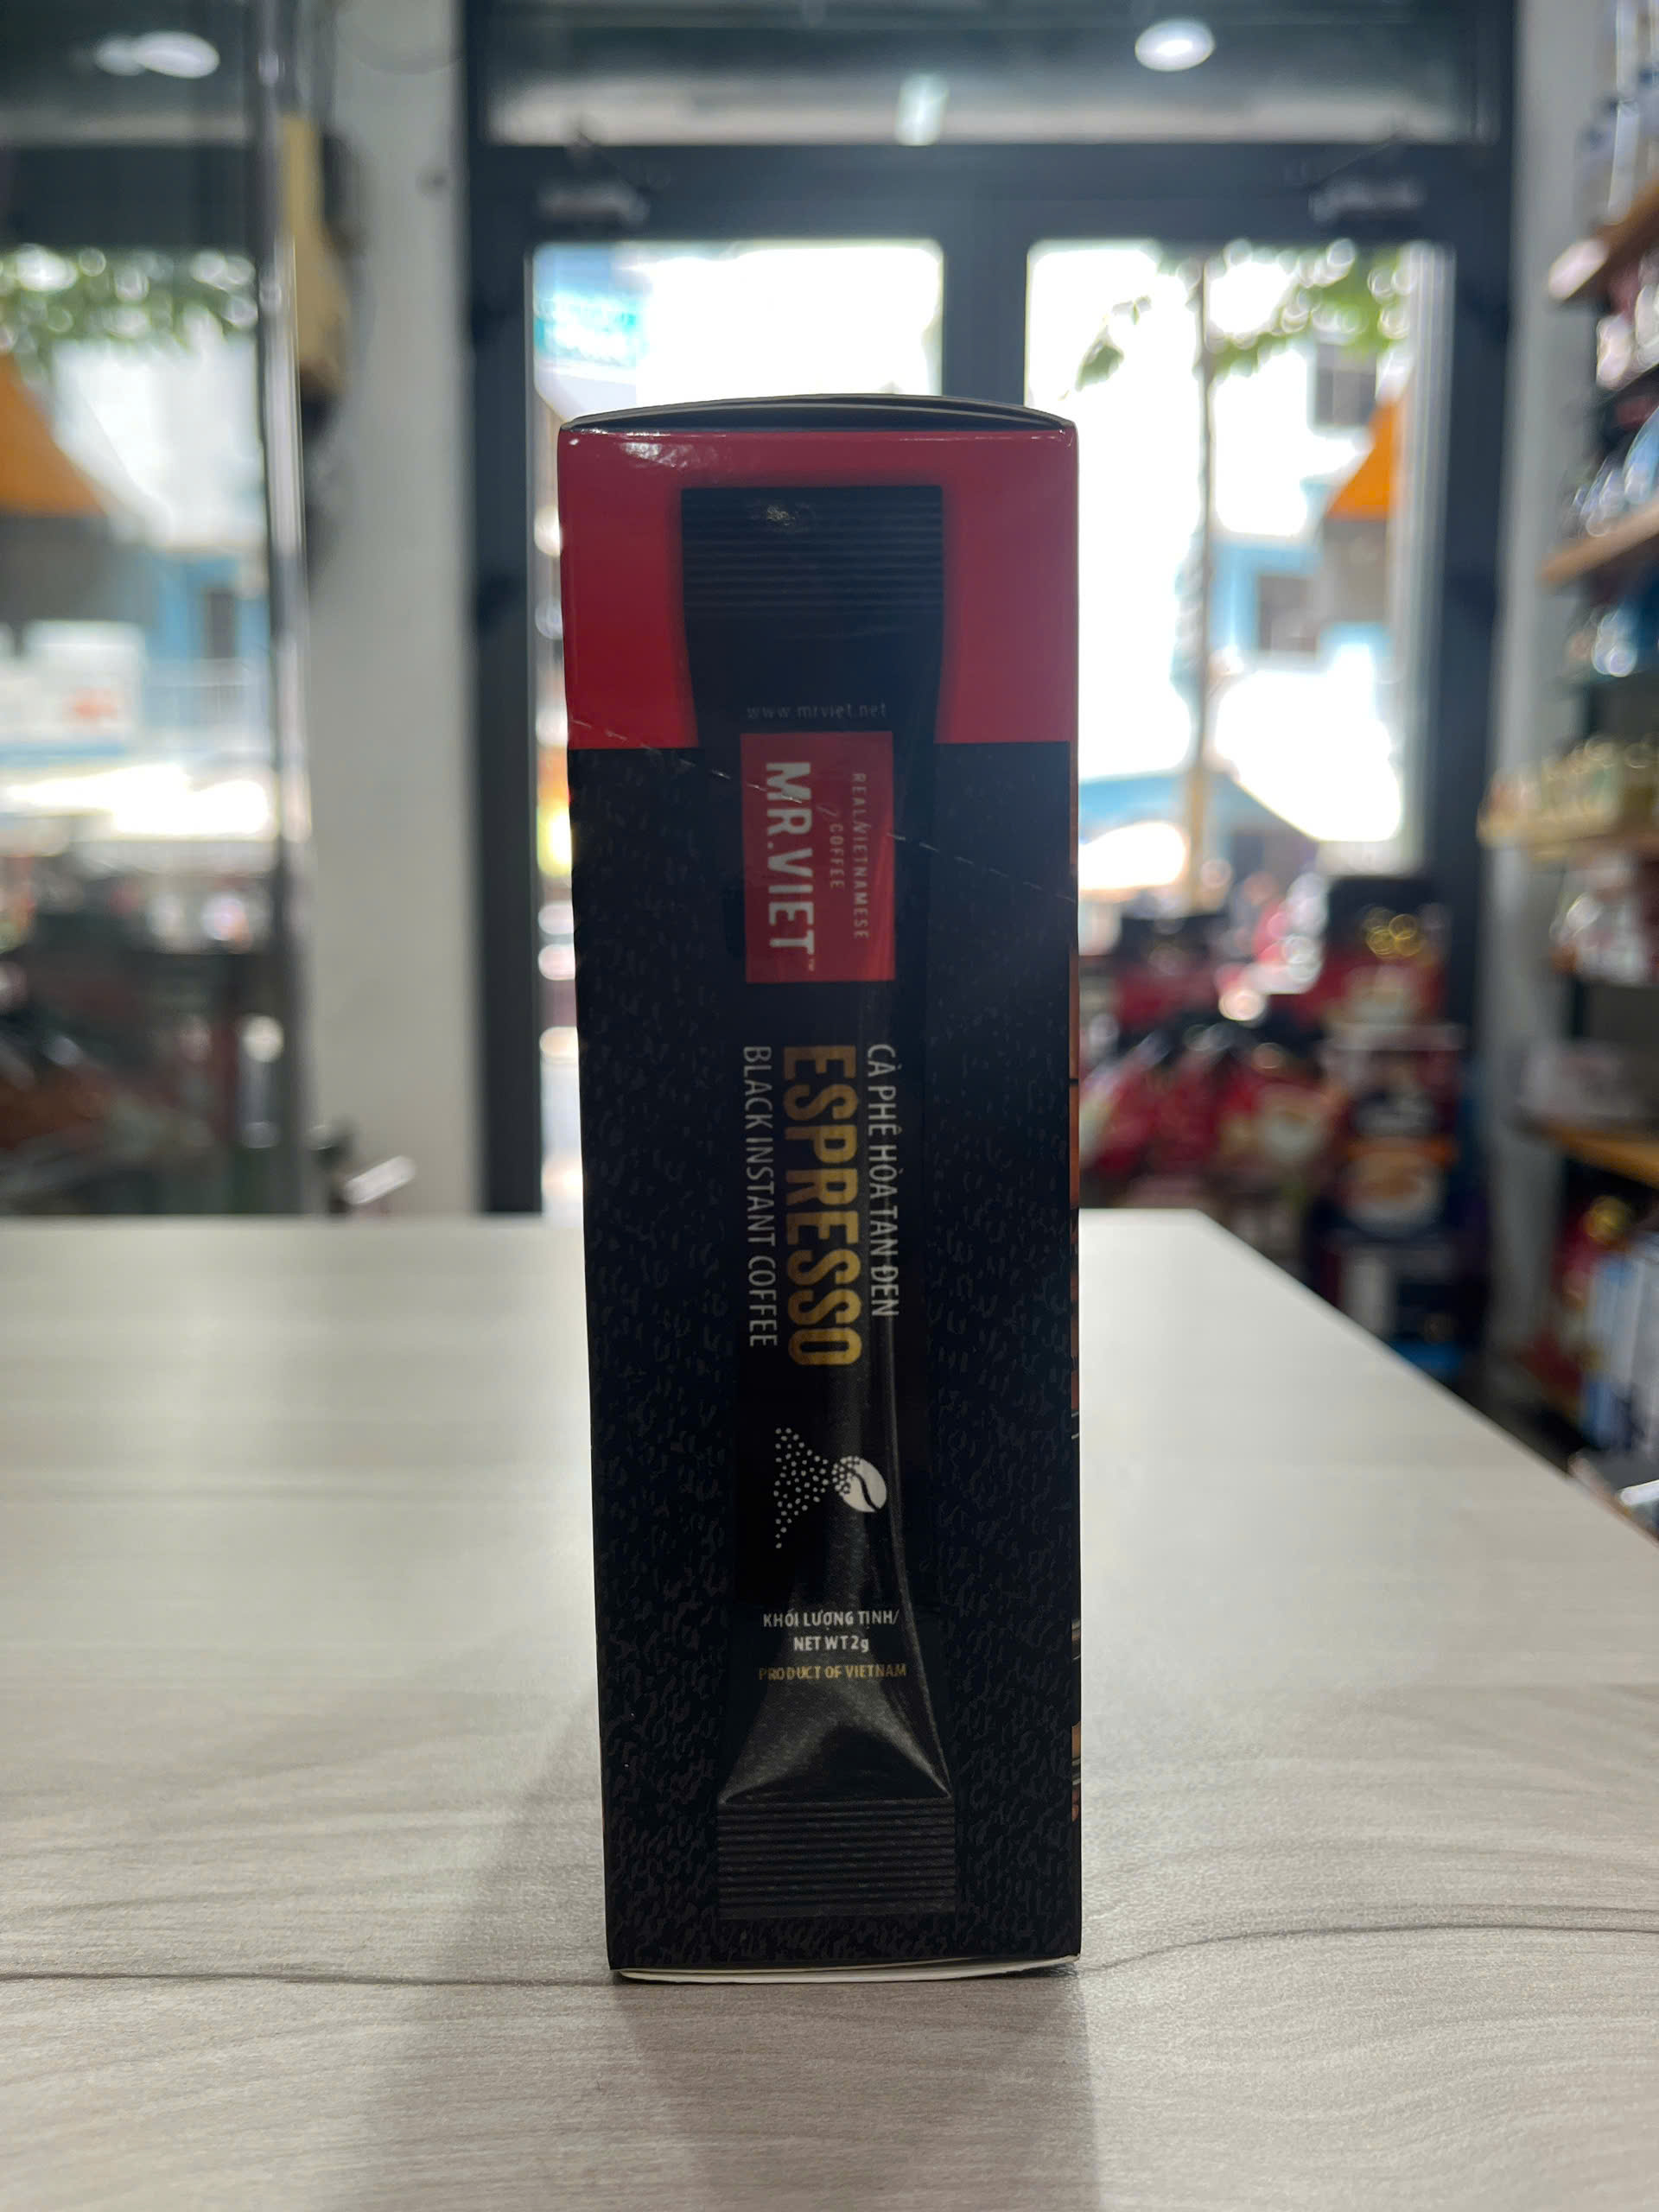 www.mrviet.net
REAL VIETNAMESE
COFFEE
MR.VIET™
CÀ PHÊ HÒA TAN ĐEN
ESPRESSO
BLACK INSTANT COFFEE
KHỐI LƯỢNG TỊNH/
NET WT 2g
PRODUCT OF VIETNAM